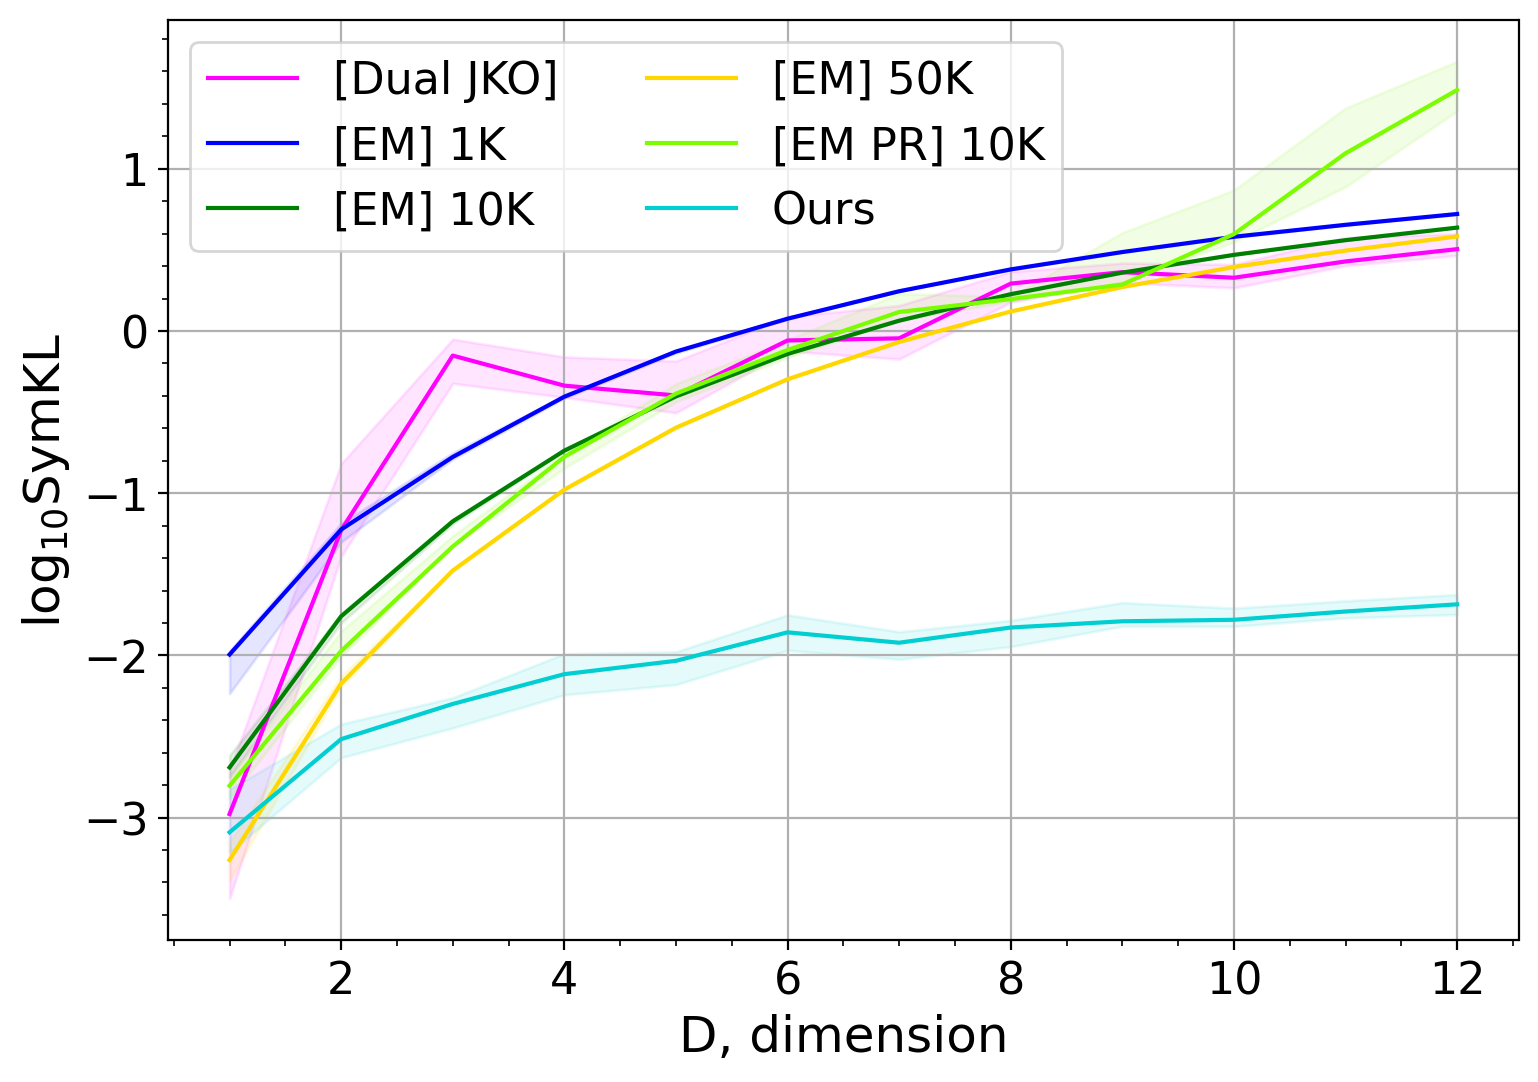 [Dual JKO]
[EM] 1K
[EM] 10K
[EM] 50K
[EM PR] 10K
Ours
log₁₀SymKL
1
0
−1
−2
−3
2 4 6 8 10 12
D, dimension